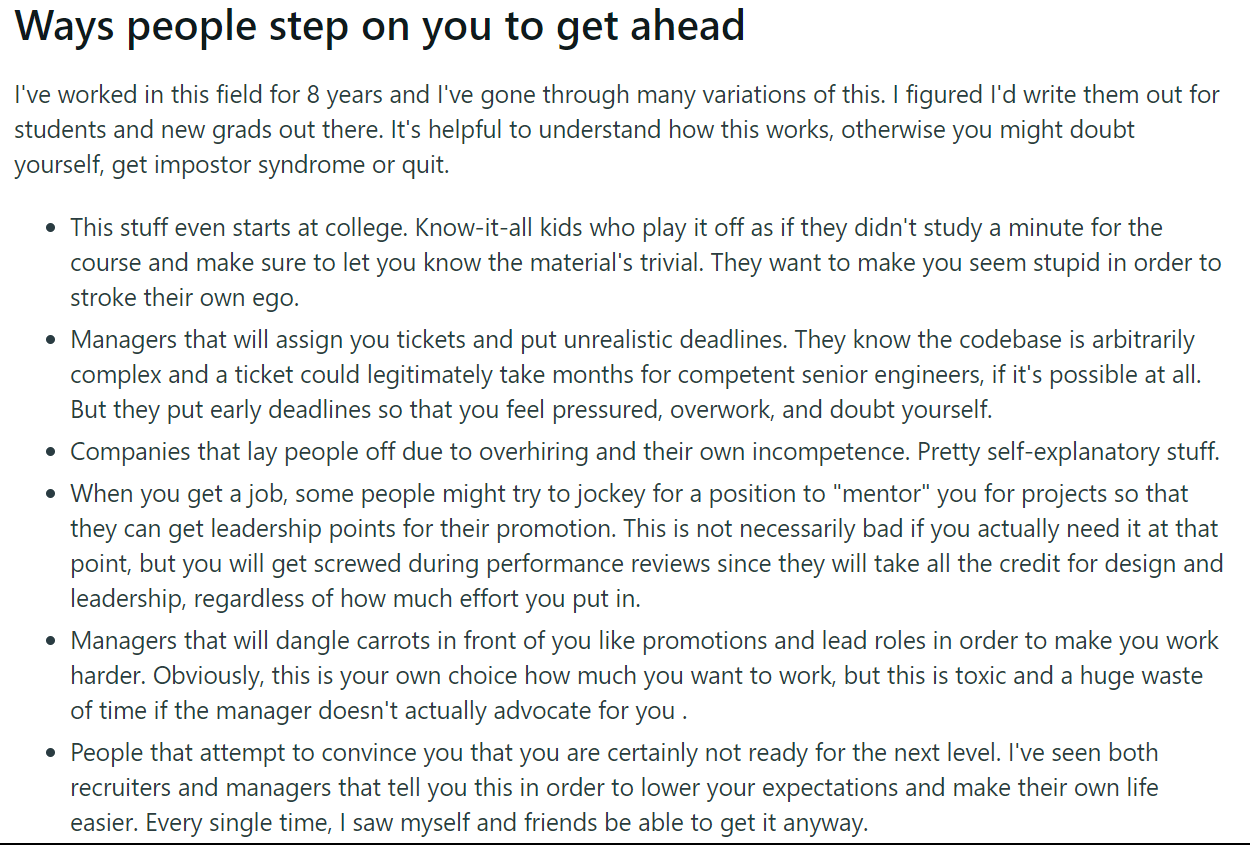 Ways people step on you to get ahead
I've worked in this field for 8 years and I've gone through many variations of this. I figured I'd write them out for
students and new grads out there. It's helpful to understand how this works, otherwise you might doubt
yourself, get impostor syndrome or quit.
• This stuff even starts at college. Know-it-all kids who play it off as if they didn't study a minute for the
course and make sure to let you know the material's trivial. They want to make you seem stupid in order to
stroke their own ego.
• Managers that will assign you tickets and put unrealistic deadlines. They know the codebase is arbitrarily
complex and a ticket could legitimately take months for competent senior engineers, if it's possible at all.
But they put early deadlines so that you feel pressured, overwork, and doubt yourself.
• Companies that lay people off due to overhiring and their own incompetence. Pretty self-explanatory stuff.
• When you get a job, some people might try to jockey for a position to "mentor" you for projects so that
they can get leadership points for their promotion. This is not necessarily bad if you actually need it at that
point, but you will get screwed during performance reviews since they will take all the credit for design and
leadership, regardless of how much effort you put in.
• Managers that will dangle carrots in front of you like promotions and lead roles in order to make you work
harder. Obviously, this is your own choice how much you want to work, but this is toxic and a huge waste
of time if the manager doesn't actually advocate for you .
• People that attempt to convince you that you are certainly not ready for the next level. I've seen both
recruiters and managers that tell you this in order to lower your expectations and make their own life
easier. Every single time, I saw myself and friends be able to get it anyway.